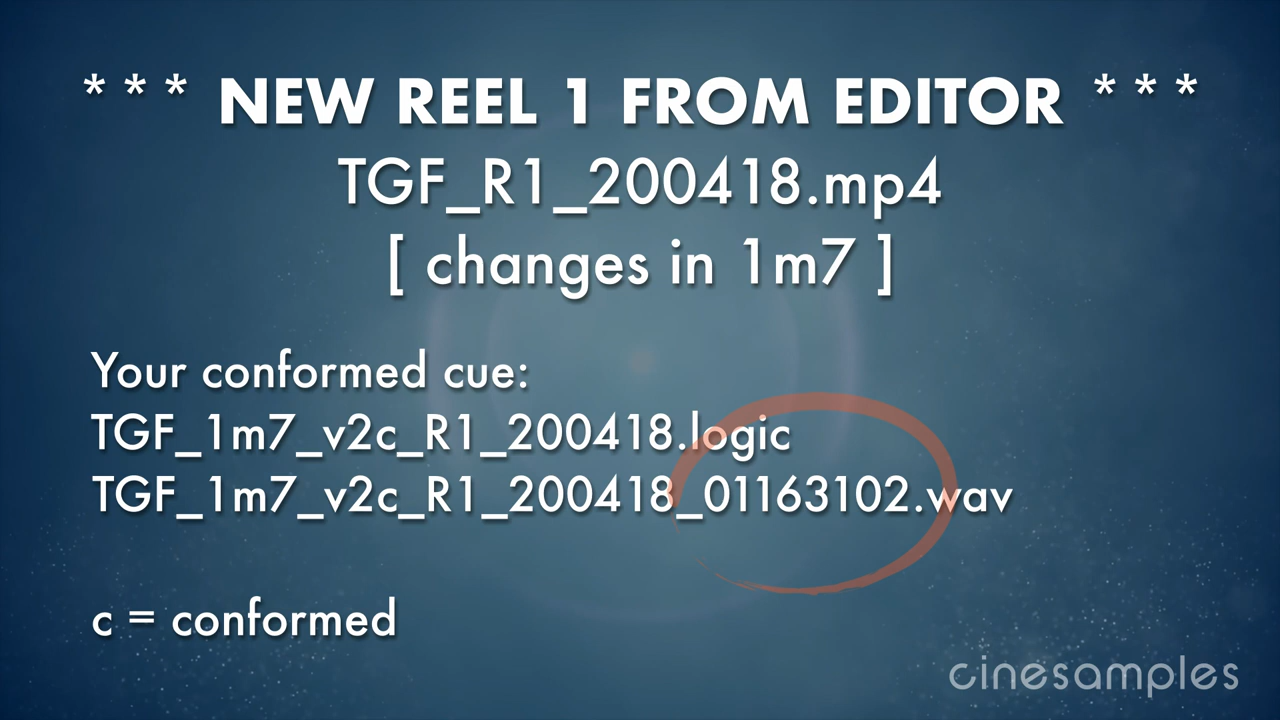 * * * NEW REEL 1 FROM EDITOR * * *
TGF_R1_200418.mp4
[ changes in 1m7 ]
Your conformed cue:
TGF_1m7_v2c_R1_200418.logic
TGF_1m7_v2c_R1_200418_01163102.wav
c = conformed
cinesamples